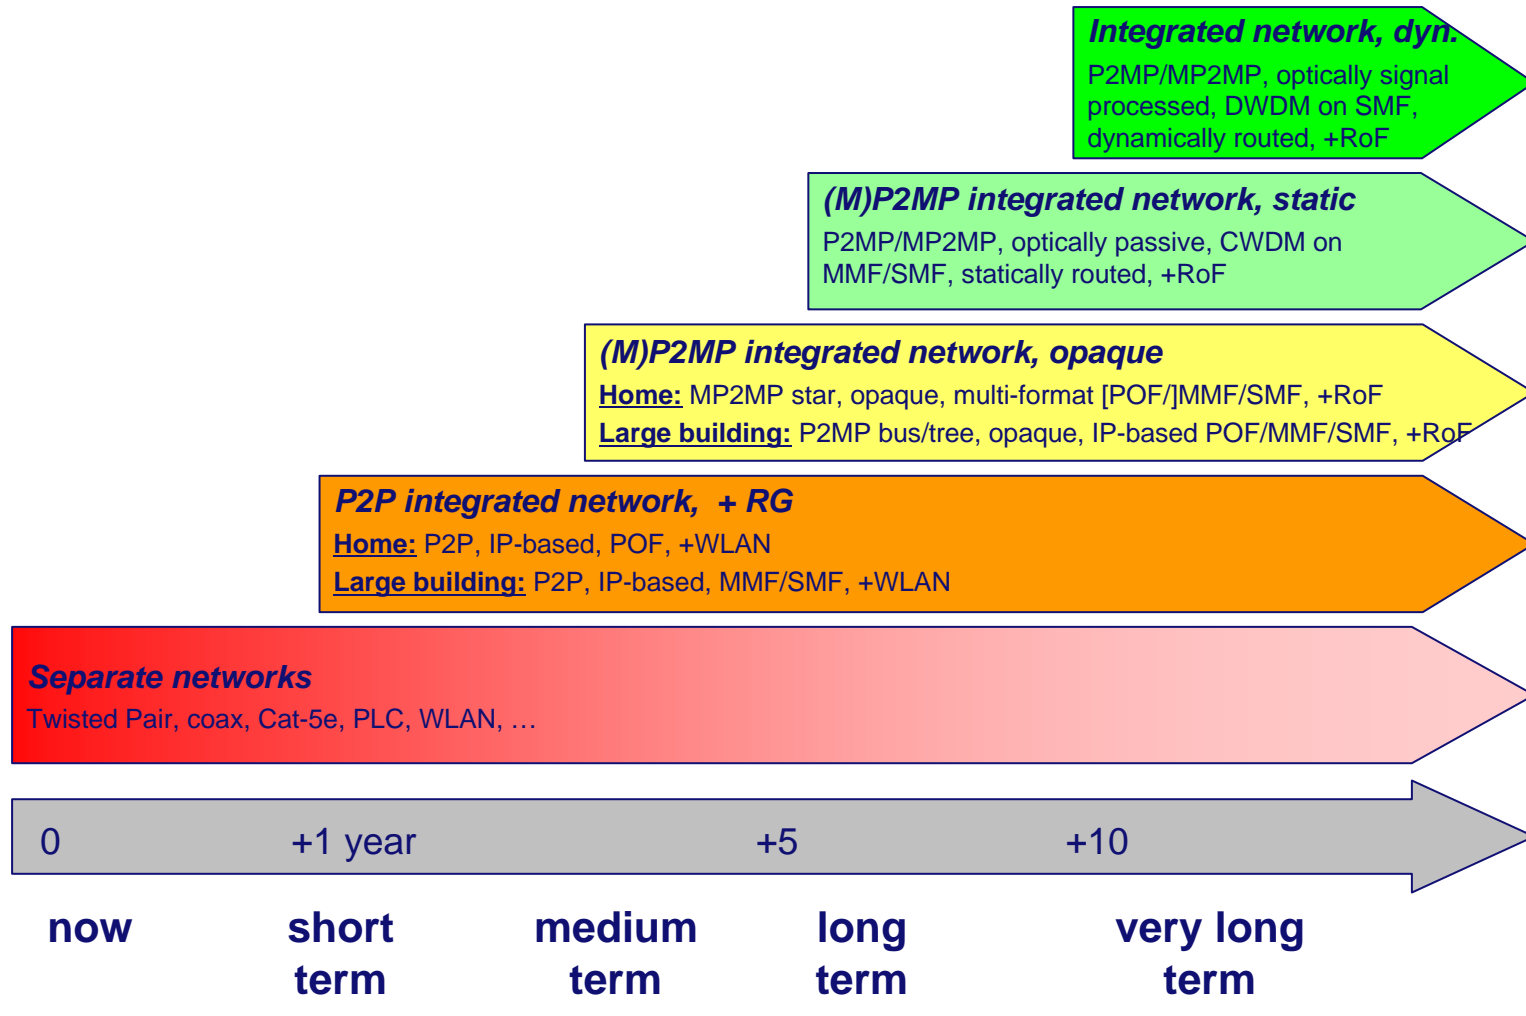 Integrated network, dyn.
P2MP/MP2MP, optically signal
processed, DWDM on SMF,
dynamically routed, +RoF
(M)P2MP integrated network, static
P2MP/MP2MP, optically passive, CWDM on
MMF/SMF, statically routed, +RoF
(M)P2MP integrated network, opaque
Home: MP2MP star, opaque, multi-format [POF/]MMF/SMF, +RoF
Large building: P2MP bus/tree, opaque, IP-based POF/MMF/SMF, +RoF
P2P integrated network, + RG
Home: P2P, IP-based, POF, +WLAN
Large building: P2P, IP-based, MMF/SMF, +WLAN
Separate networks
Twisted Pair, coax, Cat-5e, PLC, WLAN, …
0 +1 year +5 +10
now short medium long very long
term term term term